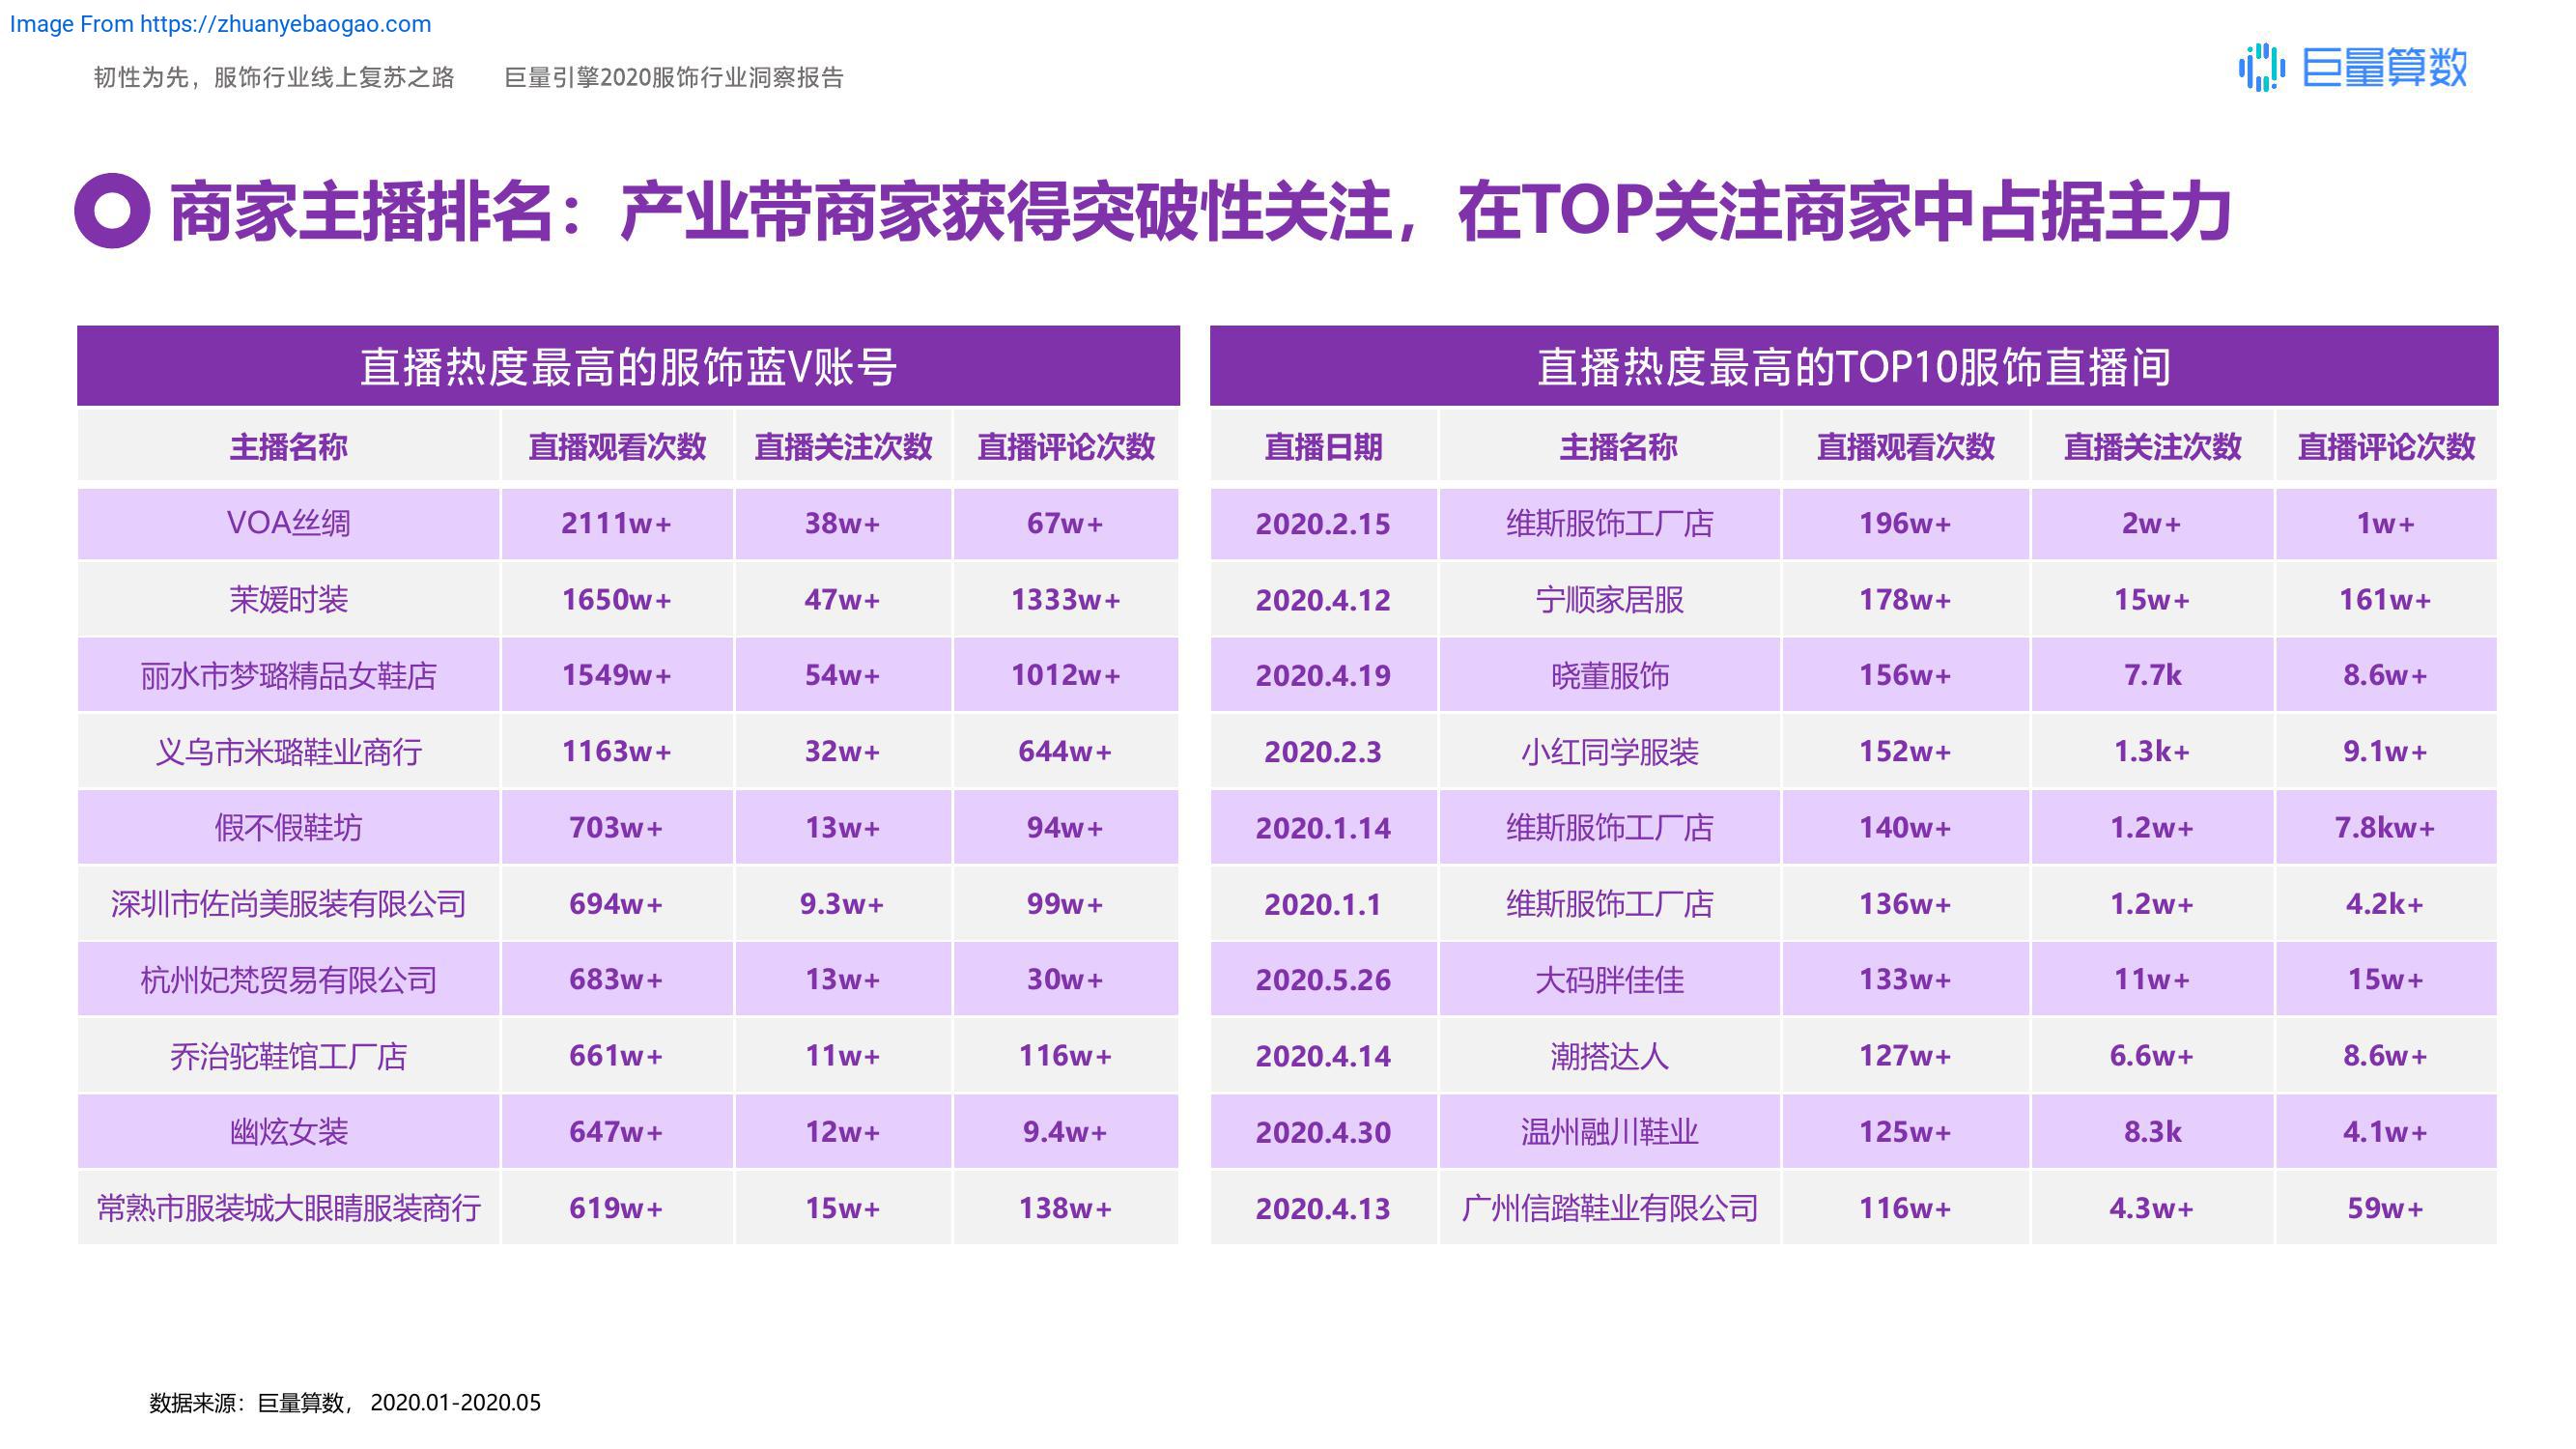 Image From https://zhuanyebaogao.com
韧性为先，服饰行业线上复苏之路 巨量引擎2020服饰行业洞察报告
巨量算数
商家主播排名：产业带商家获得突破性关注，在TOP关注商家中占据主力
直播热度最高的服饰蓝V账号
主播名称 直播观看次数 直播关注次数 直播评论次数
VOA丝绸 2111w+ 38w+ 67w+
茉媛时装 1650w+ 47w+ 1333w+
丽水市梦璐精品女鞋店 1549w+ 54w+ 1012w+
义乌市米璐鞋业商行 1163w+ 32w+ 644w+
假不假鞋坊 703w+ 13w+ 94w+
深圳市佐尚美服装有限公司 694w+ 9.3w+ 99w+
杭州妃梵贸易有限公司 683w+ 13w+ 30w+
乔治驼鞋馆工厂店 661w+ 11w+ 116w+
幽炫女装 647w+ 12w+ 9.4w+
常熟市服装城大眼睛服装商行 619w+ 15w+ 138w+
直播热度最高的TOP10服饰直播间
直播日期 主播名称 直播观看次数 直播关注次数 直播评论次数
2020.2.15 维斯服饰工厂店 196w+ 2w+ 1w+
2020.4.12 宁顺家居服 178w+ 15w+ 161w+
2020.4.19 晓董服饰 156w+ 7.7k 8.6w+
2020.2.3 小红同学服装 152w+ 1.3k+ 9.1w+
2020.1.14 维斯服饰工厂店 140w+ 1.2w+ 7.8kw+
2020.1.1 维斯服饰工厂店 136w+ 1.2w+ 4.2k+
2020.5.26 大码胖佳佳 133w+ 11w+ 15w+
2020.4.14 潮搭达人 127w+ 6.6w+ 8.6w+
2020.4.30 温州融川鞋业 125w+ 8.3k 4.1w+
2020.4.13 广州信踏鞋业有限公司 116w+ 4.3w+ 59w+
数据来源：巨量算数， 2020.01-2020.05